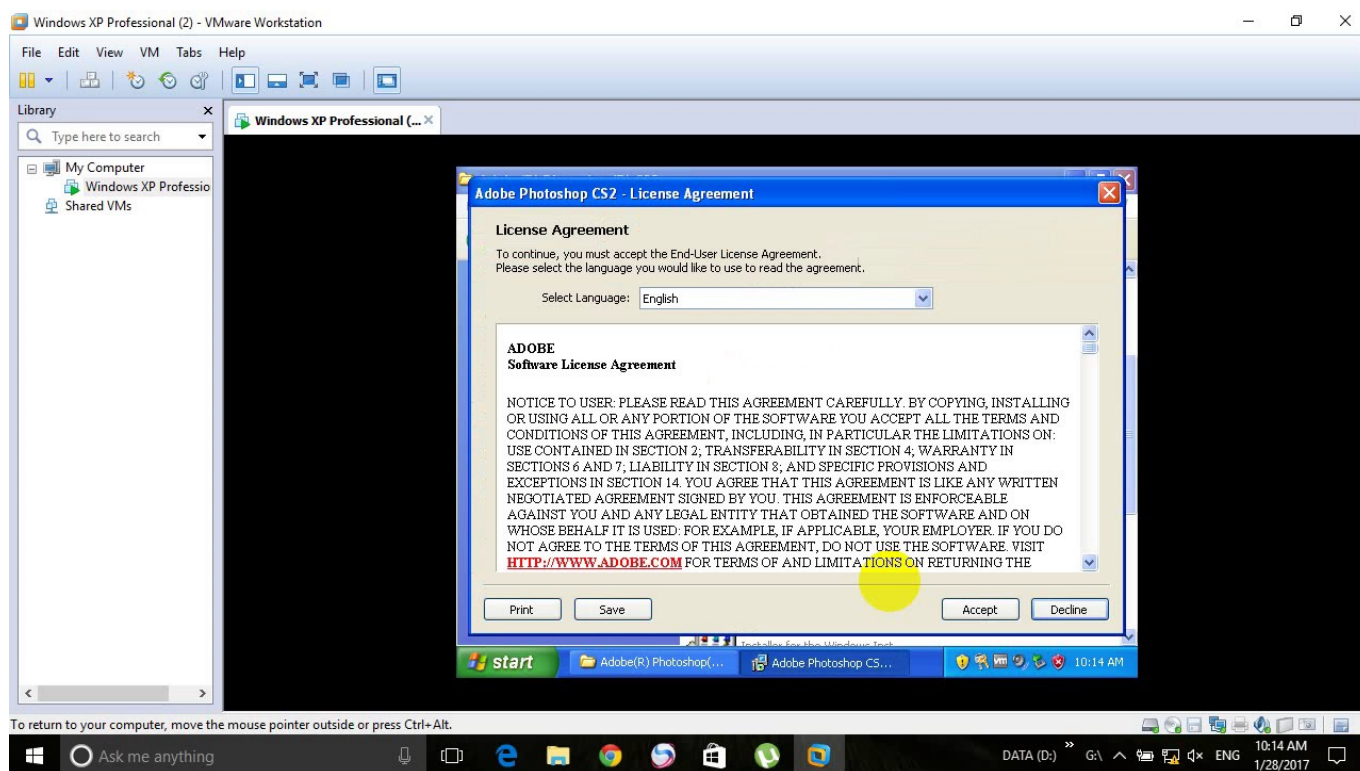 Windows XP Professional (2) - VMware Workstation
File Edit View VM Tabs Help
Library
Windows XP Professional (...
Type here to search
My Computer
Windows XP Professio
Shared VMs
Adobe Photoshop CS2 - License Agreement
License Agreement
To continue, you must accept the End-User License Agreement.
Please select the language you would like to use to read the agreement.
Select Language: English
ADOBE
Software License Agreement
NOTICE TO USER: PLEASE READ THIS AGREEMENT CAREFULLY. BY COPYING, INSTALLING
OR USING ALL OR ANY PORTION OF THE SOFTWARE YOU ACCEPT ALL THE TERMS AND
CONDITIONS OF THIS AGREEMENT, INCLUDING, IN PARTICULAR THE LIMITATIONS ON:
USE CONTAINED IN SECTION 2; TRANSFERABILITY IN SECTION 4; WARRANTY IN
SECTIONS 6 AND 7; LIABILITY IN SECTION 8; AND SPECIFIC PROVISIONS AND
EXCEPTIONS IN SECTION 14. YOU AGREE THAT THIS AGREEMENT IS LIKE ANY WRITTEN
NEGOTIATED AGREEMENT SIGNED BY YOU. THIS AGREEMENT IS ENFORCEABLE
AGAINST YOU AND ANY LEGAL ENTITY THAT OBTAINED THE SOFTWARE AND ON
WHOSE BEHALF IT IS USED: FOR EXAMPLE, IF APPLICABLE, YOUR EMPLOYER. IF YOU DO
NOT AGREE TO THE TERMS OF THIS AGREEMENT, DO NOT USE THE SOFTWARE. VISIT
HTTP://WWW.ADOBE.COM FOR TERMS OF AND LIMITATIONS ON RETURNING THE
Print Save Accept Decline
Installer for the Windows Inst
start Adobe(R) Photoshop(... Adobe Photoshop CS... 10:14 AM
To return to your computer, move the mouse pointer outside or press Ctrl+Alt.
Ask me anything DATA (D:) G:\ ENG 10:14 AM
1/28/2017